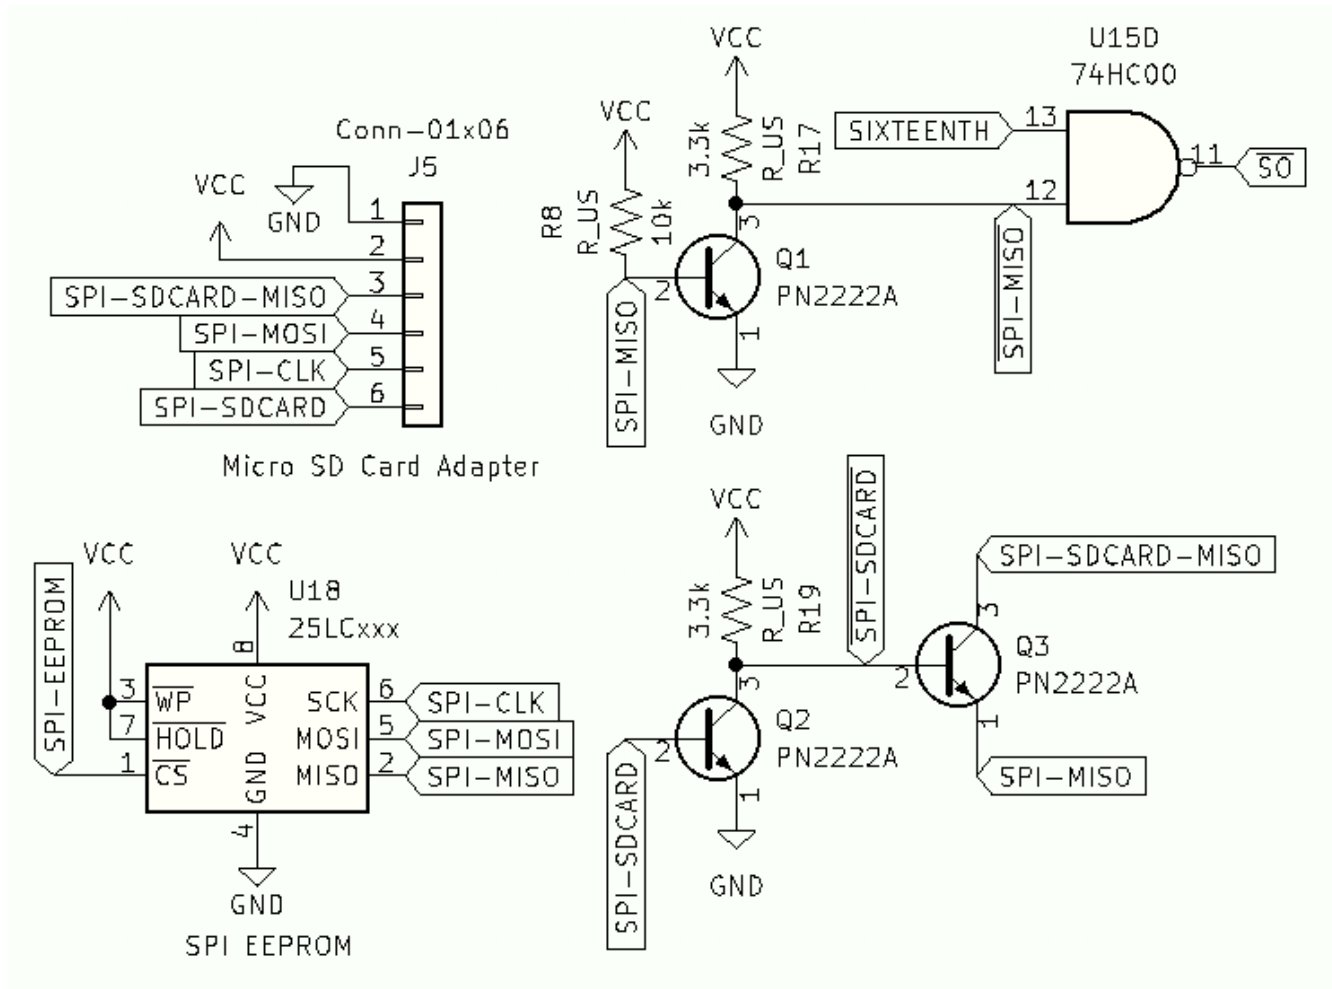 Conn-01x06
J5
VCC
GND
1
2
SPI-SDCARD-MISO 3
SPI-MOSI 4
SPI-CLK 5
SPI-SDCARD 6
Micro SD Card Adapter
VCC
R8
R_US
10k
VCC
3.3k
R_US
R17
Q1
PN2222A
3
2
1
SPI-MISO
GND
U15D
74HC00
SIXTEENTH 13
12
11 SO
SPI-MISO
VCC
VCC
U18
25LCxxx
SPI-EEPROM
8
3 WP
7 HOLD
1 CS
VCC
GND
SCK 6 SPI-CLK
MOSI 5 SPI-MOSI
MISO 2 SPI-MISO
4
GND
SPI EEPROM
VCC
3.3k
R_US
R19
SPI-SDCARD
Q2
PN2222A
3
2
1
SPI-SDCARD
GND
SPI-SDCARD-MISO
3
Q3
PN2222A
2
1
SPI-MISO